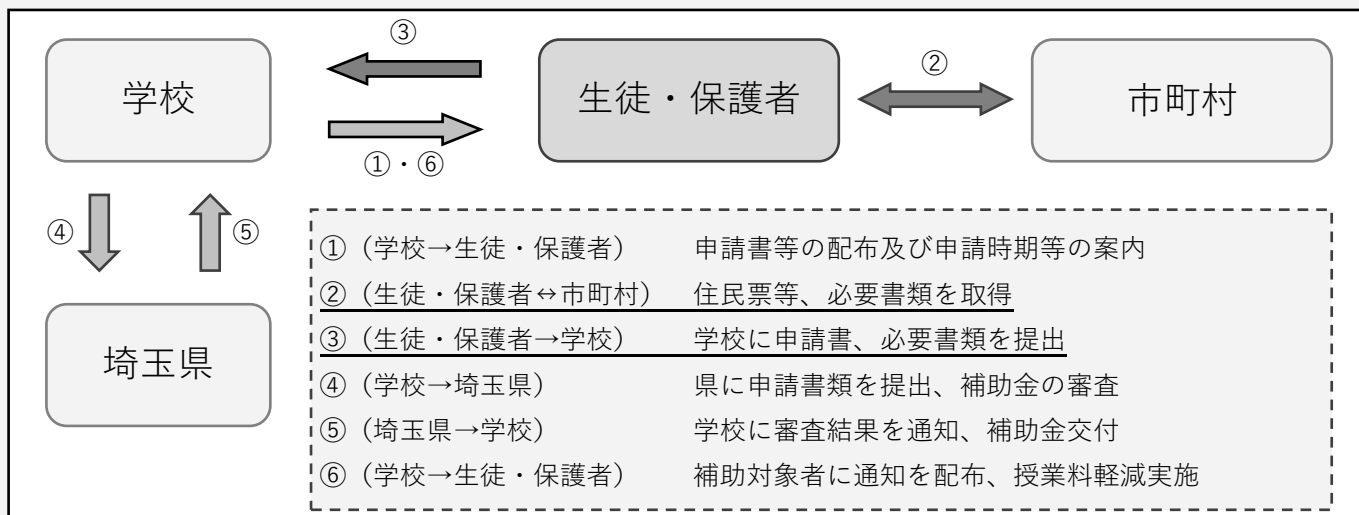 ③
学校
生徒・保護者
②
市町村
①・⑥
④
⑤
埼玉県
①（学校→生徒・保護者） 申請書等の配布及び申請時期等の案内
②（生徒・保護者↔市町村） 住民票等、必要書類を取得
③（生徒・保護者→学校） 学校に申請書、必要書類を提出
④（学校→埼玉県） 県に申請書類を提出、補助金の審査
⑤（埼玉県→学校） 学校に審査結果を通知、補助金交付
⑥（学校→生徒・保護者） 補助対象者に通知を配布、授業料軽減実施